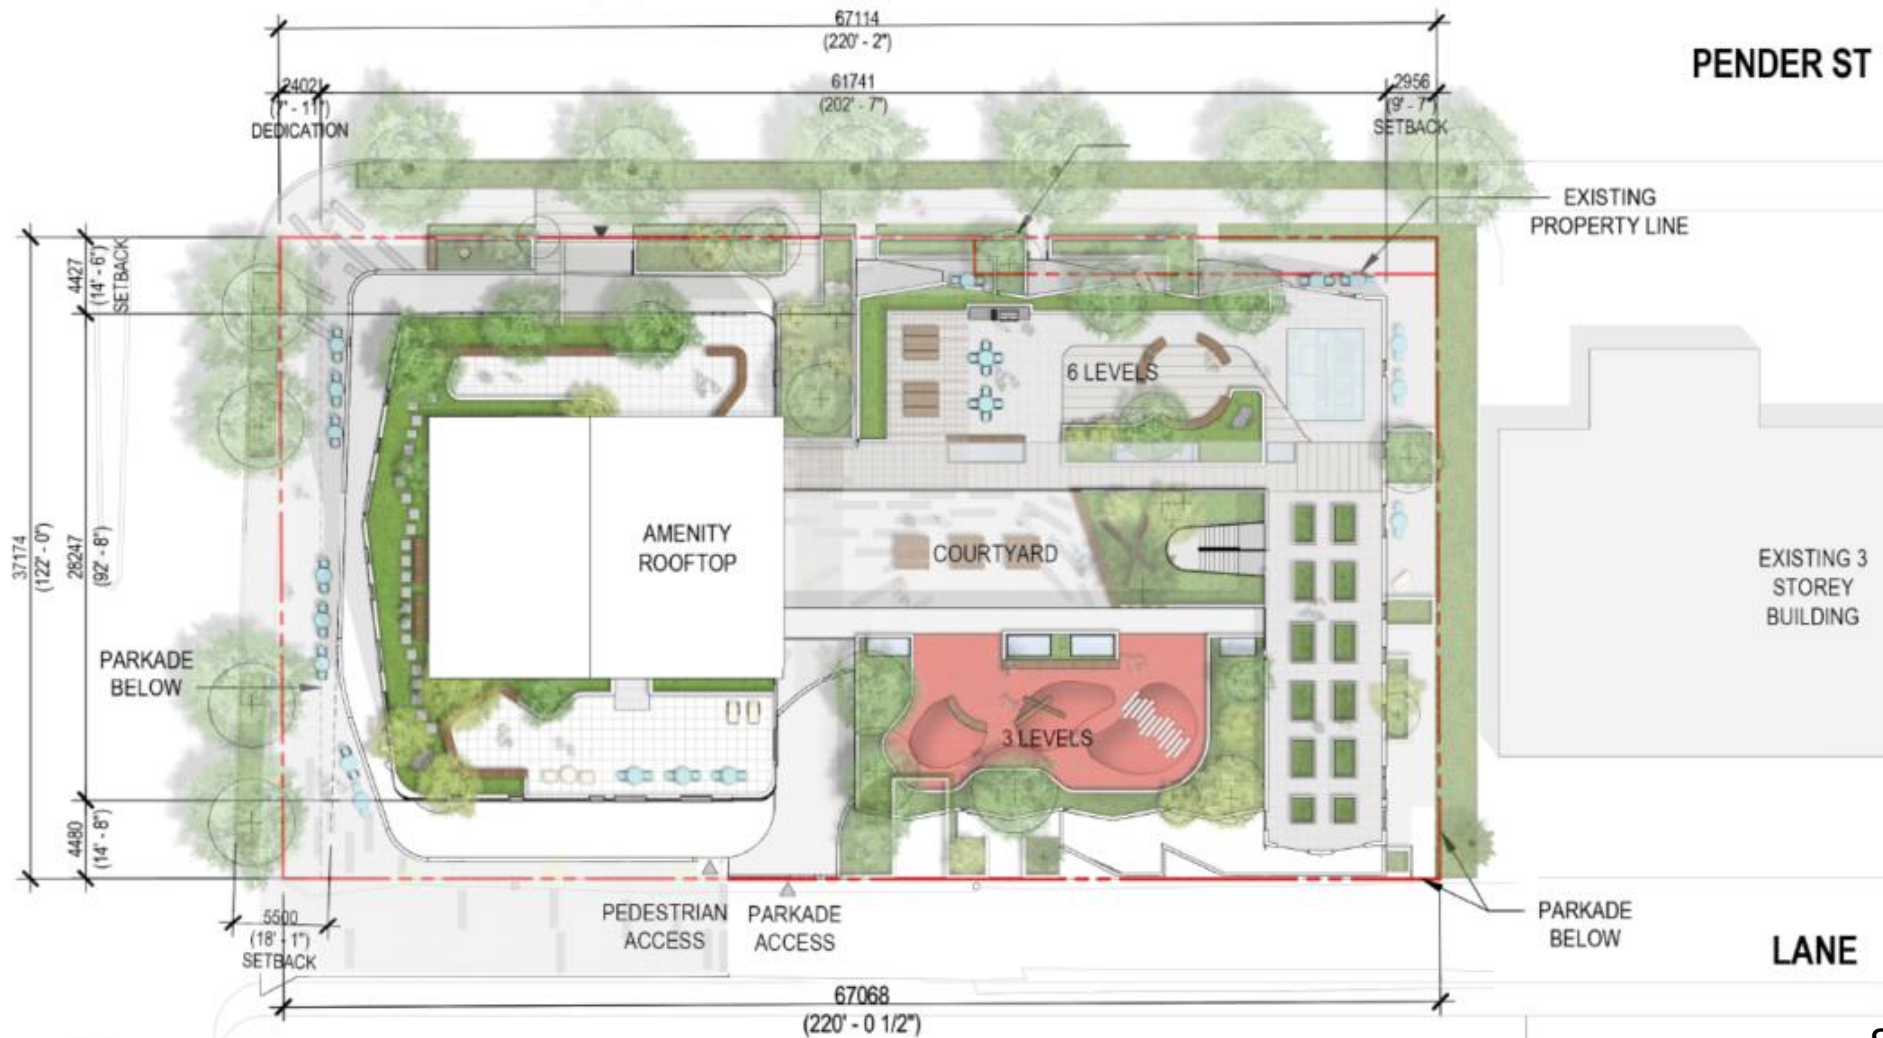 67114
(220' - 2")
PENDER ST
2402
(7' - 11")
DEDICATION
61741
(202' - 7")
2956
(9' - 7")
SETBACK
EXISTING
PROPERTY LINE
4427
(14' - 6")
SETBACK
6 LEVELS
37174
(122' - 0")
28247
(92' - 8")
AMENITY
ROOFTOP
COURTYARD
EXISTING 3
STOREY
BUILDING
PARKADE
BELOW
3 LEVELS
4480
(14' - 8")
5500
(18' - 1")
SETBACK
PEDESTRIAN
ACCESS
PARKADE
ACCESS
PARKADE
BELOW
LANE
67068
(220' - 0 1/2")